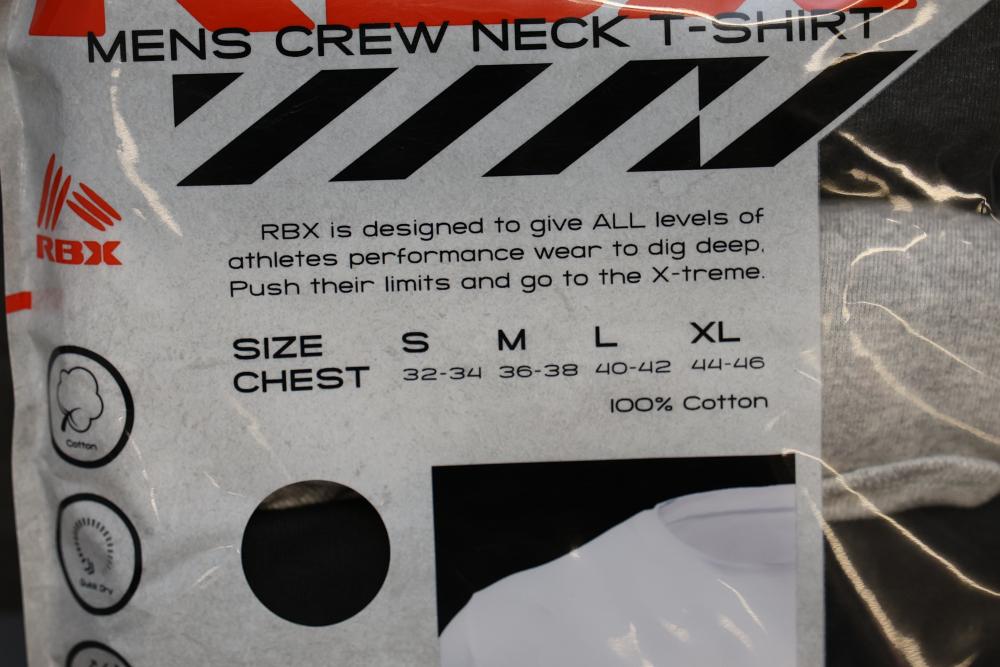 MENS CREW NECK T-SHIRT
RBX
RBX is designed to give ALL levels of
athletes performance wear to dig deep.
Push their limits and go to the X-treme.
SIZE S M L XL
CHEST 32-34 36-38 40-42 44-46
100% Cotton
Cotton
Quick Dry